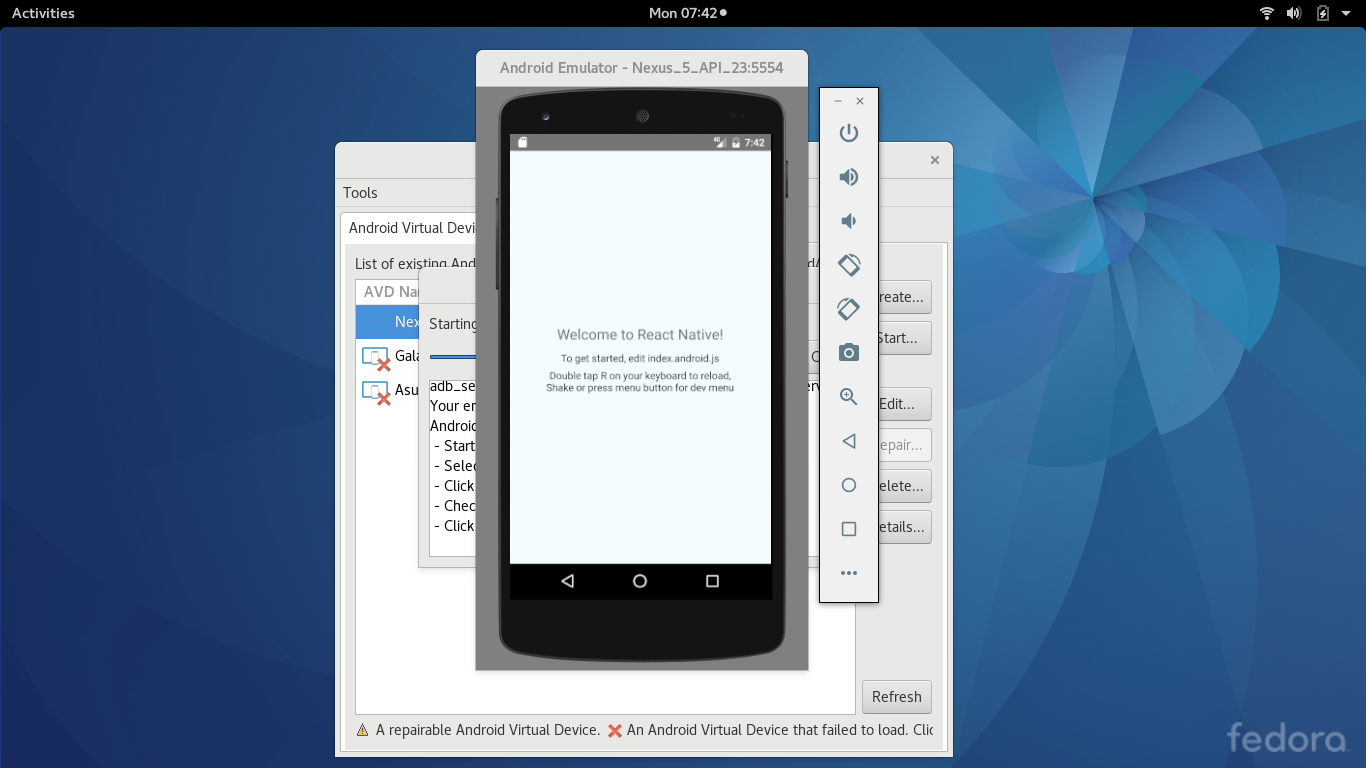 Activities
Mon 07:42
Android Emulator - Nexus_5_API_23:5554
7:42
Welcome to React Native!
To get started, edit index.android.js
Double tap R on your keyboard to reload,
Shake or press menu button for dev menu
Tools
Android Virtual Devi
List of existing And
AVD Na
Nex
Gala
Asu
Starting
adb_se
Your em
Android
- Start
- Selec
- Click
- Chec
- Click
reate...
Start...
Edit...
epair...
elete...
etails...
Refresh
A repairable Android Virtual Device. An Android Virtual Device that failed to load. Clic
fedora